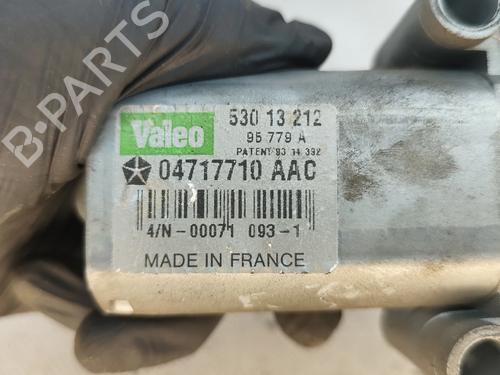 B-PARTS
Valeo
530 13 212
95 779 A
PATENT 93 14 392
04717710 AAC
4/N-00071 093-1
MADE IN FRANCE